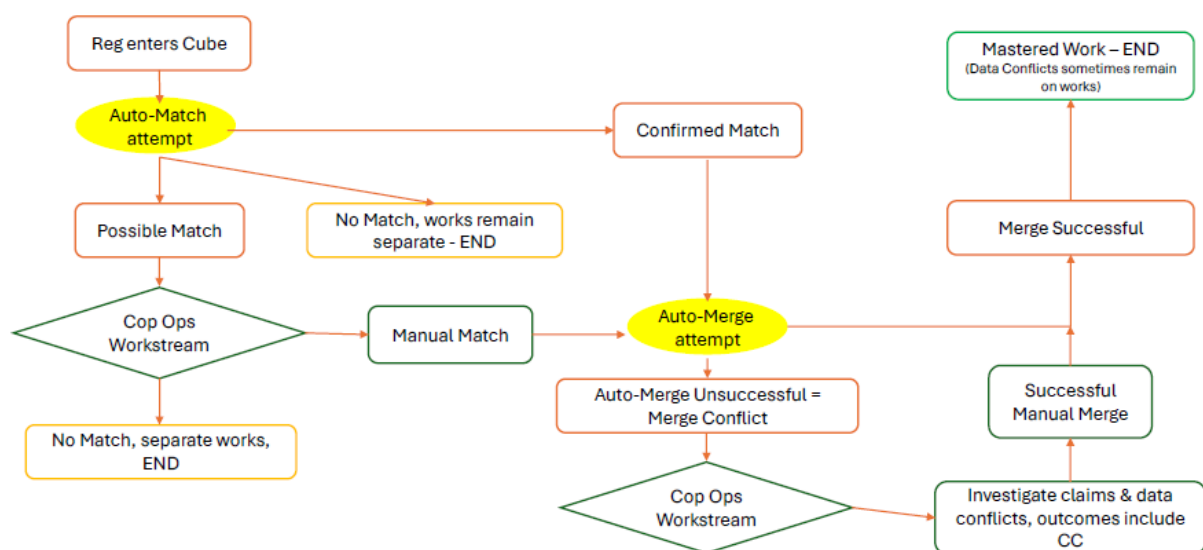 Reg enters Cube
Mastered Work – END
(Data Conflicts sometimes remain
on works)
Auto-Match
attempt
Confirmed Match
Possible Match
No Match, works remain
separate - END
Merge Successful
Cop Ops
Workstream
Manual Match
Auto-Merge
attempt
Auto-Merge Unsuccessful =
Merge Conflict
Successful
Manual Merge
No Match, separate works,
END
Cop Ops
Workstream
Investigate claims & data
conflicts, outcomes include
CC